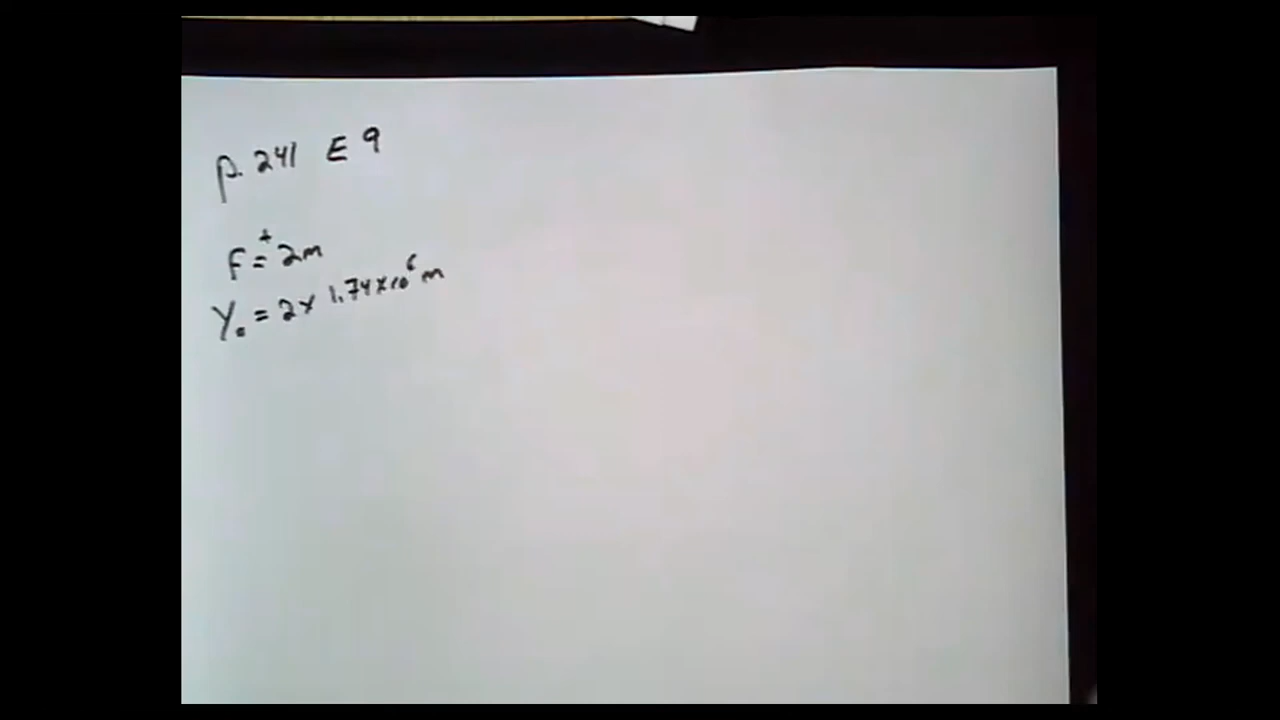 p. 241 E 9
f = +2m
Y₀ = 2 x 1.74 x 10⁶ m